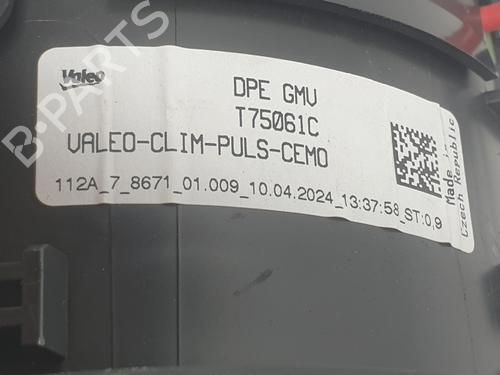 Valeo
DPE GMV
T75061C
VALEO-CLIM-PULS-CEMO
112A_7_8671_01.009_10.04.2024_13:37:58_ST:0,9
Made in
Czech Republic
B-PARTS